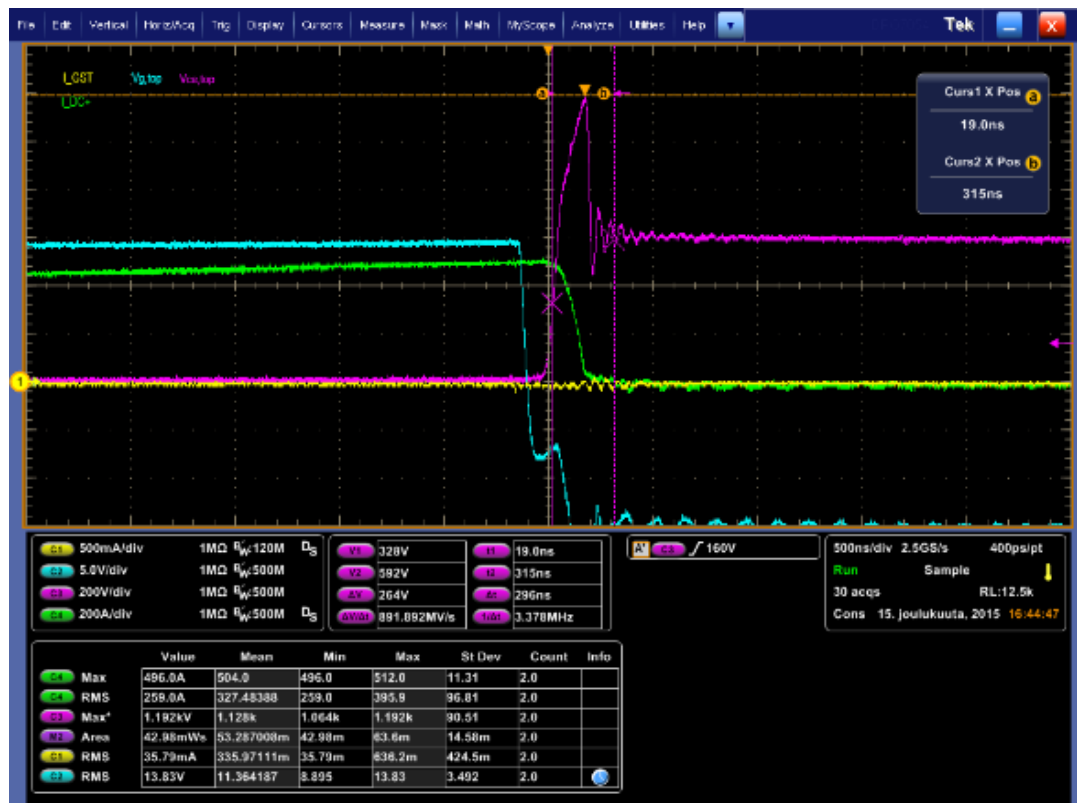 File Edit Vertical Horiz/Acq Trig Display Cursors Measure Mask Math MyScope Analyze Utilities Help Tek X
I_GST Vg,top Vce,top
I_DC+
a b
Curs1 X Pos a
19.0ns
Curs2 X Pos b
315ns
1
C1 500mA/div 1MΩ BW:120M DS
C2 5.0V/div 1MΩ BW:500M
C3 200V/div 1MΩ BW:500M
C4 200A/div 1MΩ BW:500M DS
V1 328V
V2 592V
ΔV 264V
ΔV/Δt 891.892MV/s
t1 19.0ns
t2 315ns
Δt 296ns
1/Δt 3.378MHz
A' C3 160V
500ns/div 2.5GS/s 400ps/pt
Run Sample
30 acqs RL:12.5k
Cons 15. joulukuuta, 2015 16:44:47
Value Mean Min Max St Dev Count Info
C4 Max 496.0A 504.0 496.0 512.0 11.31 2.0
C4 RMS 259.0A 327.48388 259.0 395.9 96.81 2.0
C3 Max* 1.192kV 1.128k 1.064k 1.192k 90.51 2.0
M2 Area 42.98mWs 53.287008m 42.98m 63.6m 14.58m 2.0
C1 RMS 35.79mA 335.97111m 35.79m 636.2m 424.5m 2.0
C2 RMS 13.83V 11.364187 8.895 13.83 3.492 2.0